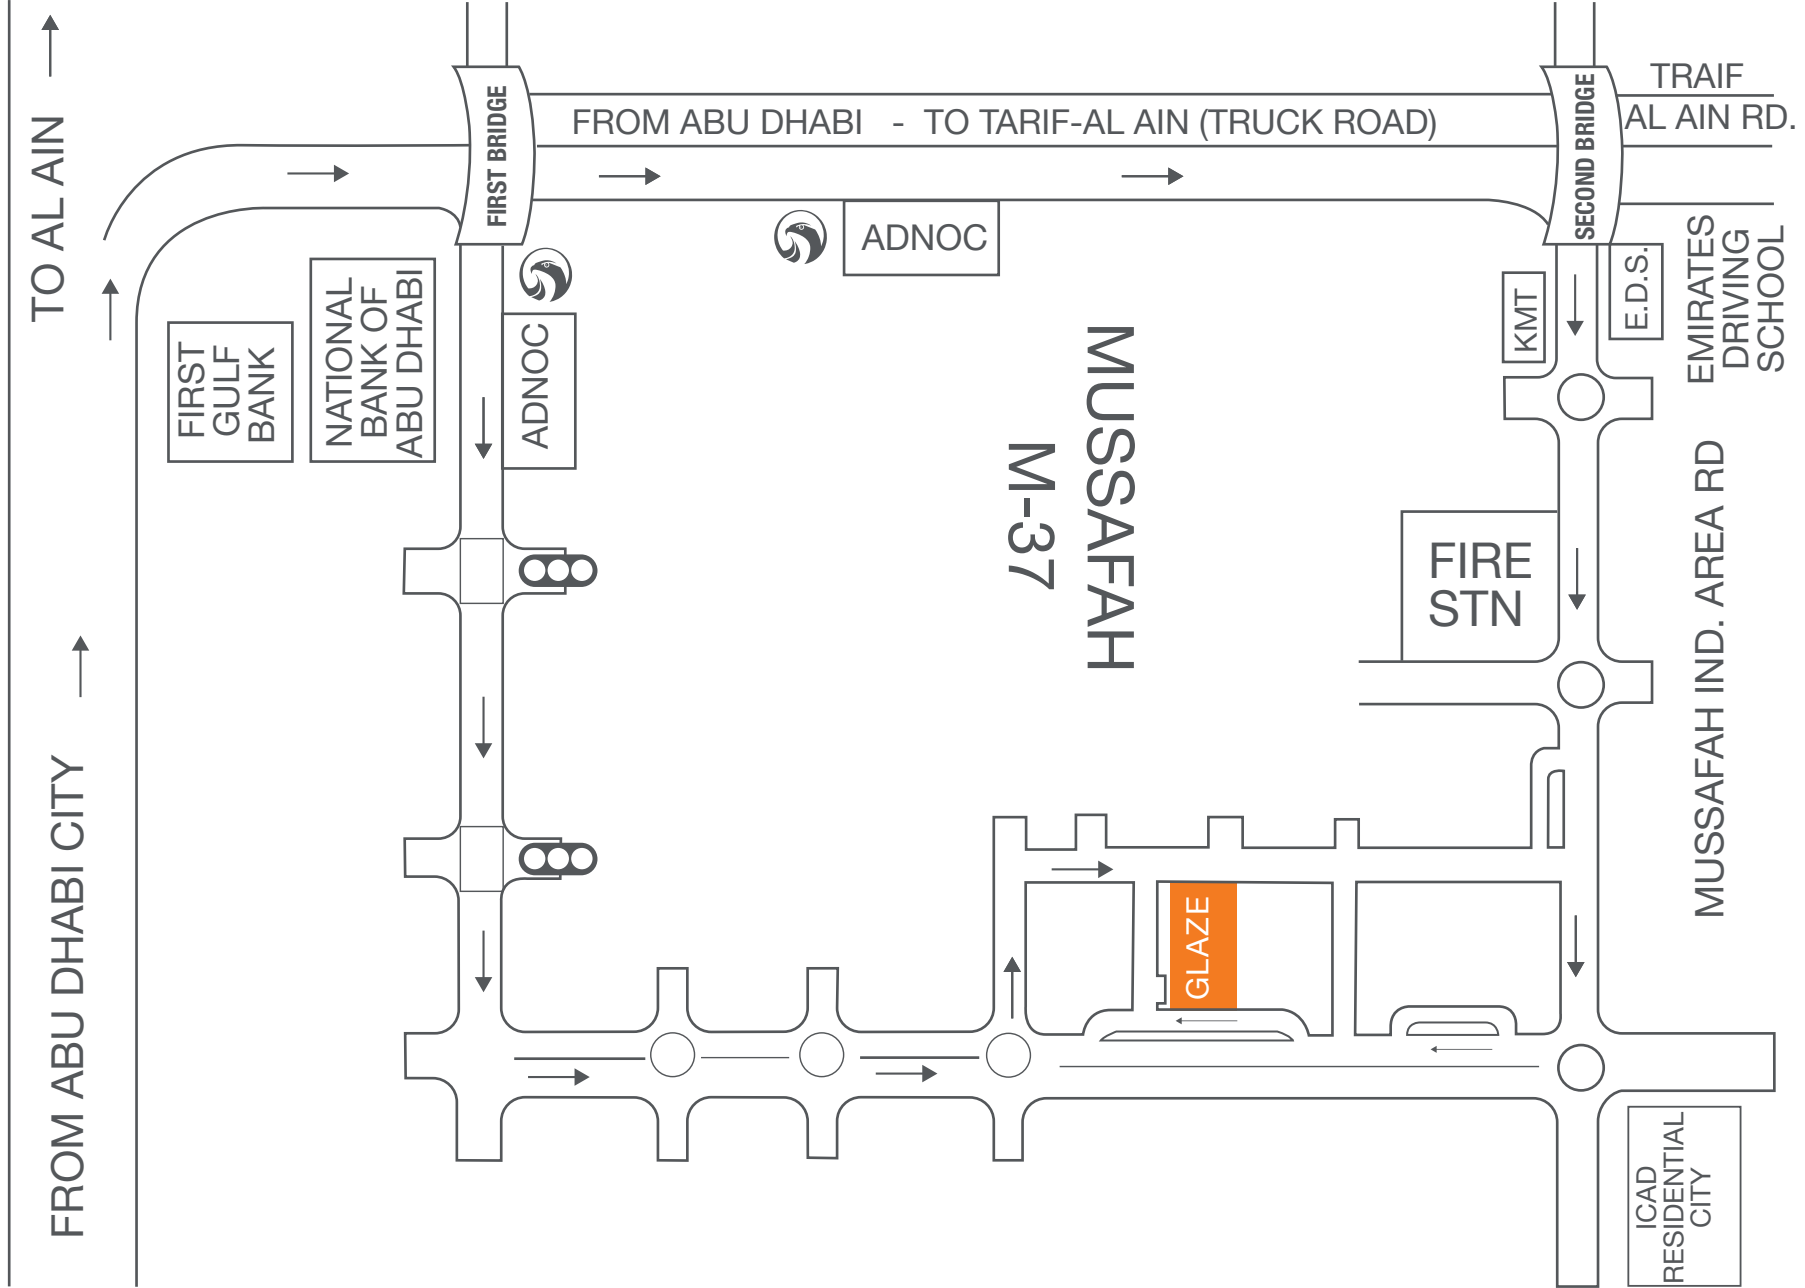 TO AL AIN
FROM ABU DHABI CITY
FIRST BRIDGE
FROM ABU DHABI - TO TARIF-AL AIN (TRUCK ROAD)
SECOND BRIDGE
TRAIF
AL AIN RD.
ADNOC
FIRST
GULF
BANK
NATIONAL
BANK OF
ABU DHABI
ADNOC
KMT
E.D.S.
EMIRATES
DRIVING
SCHOOL
MUSSAFAH
M-37
FIRE
STN
MUSSAFAH IND. AREA RD
GLAZE
ICAD
RESIDENTIAL
CITY